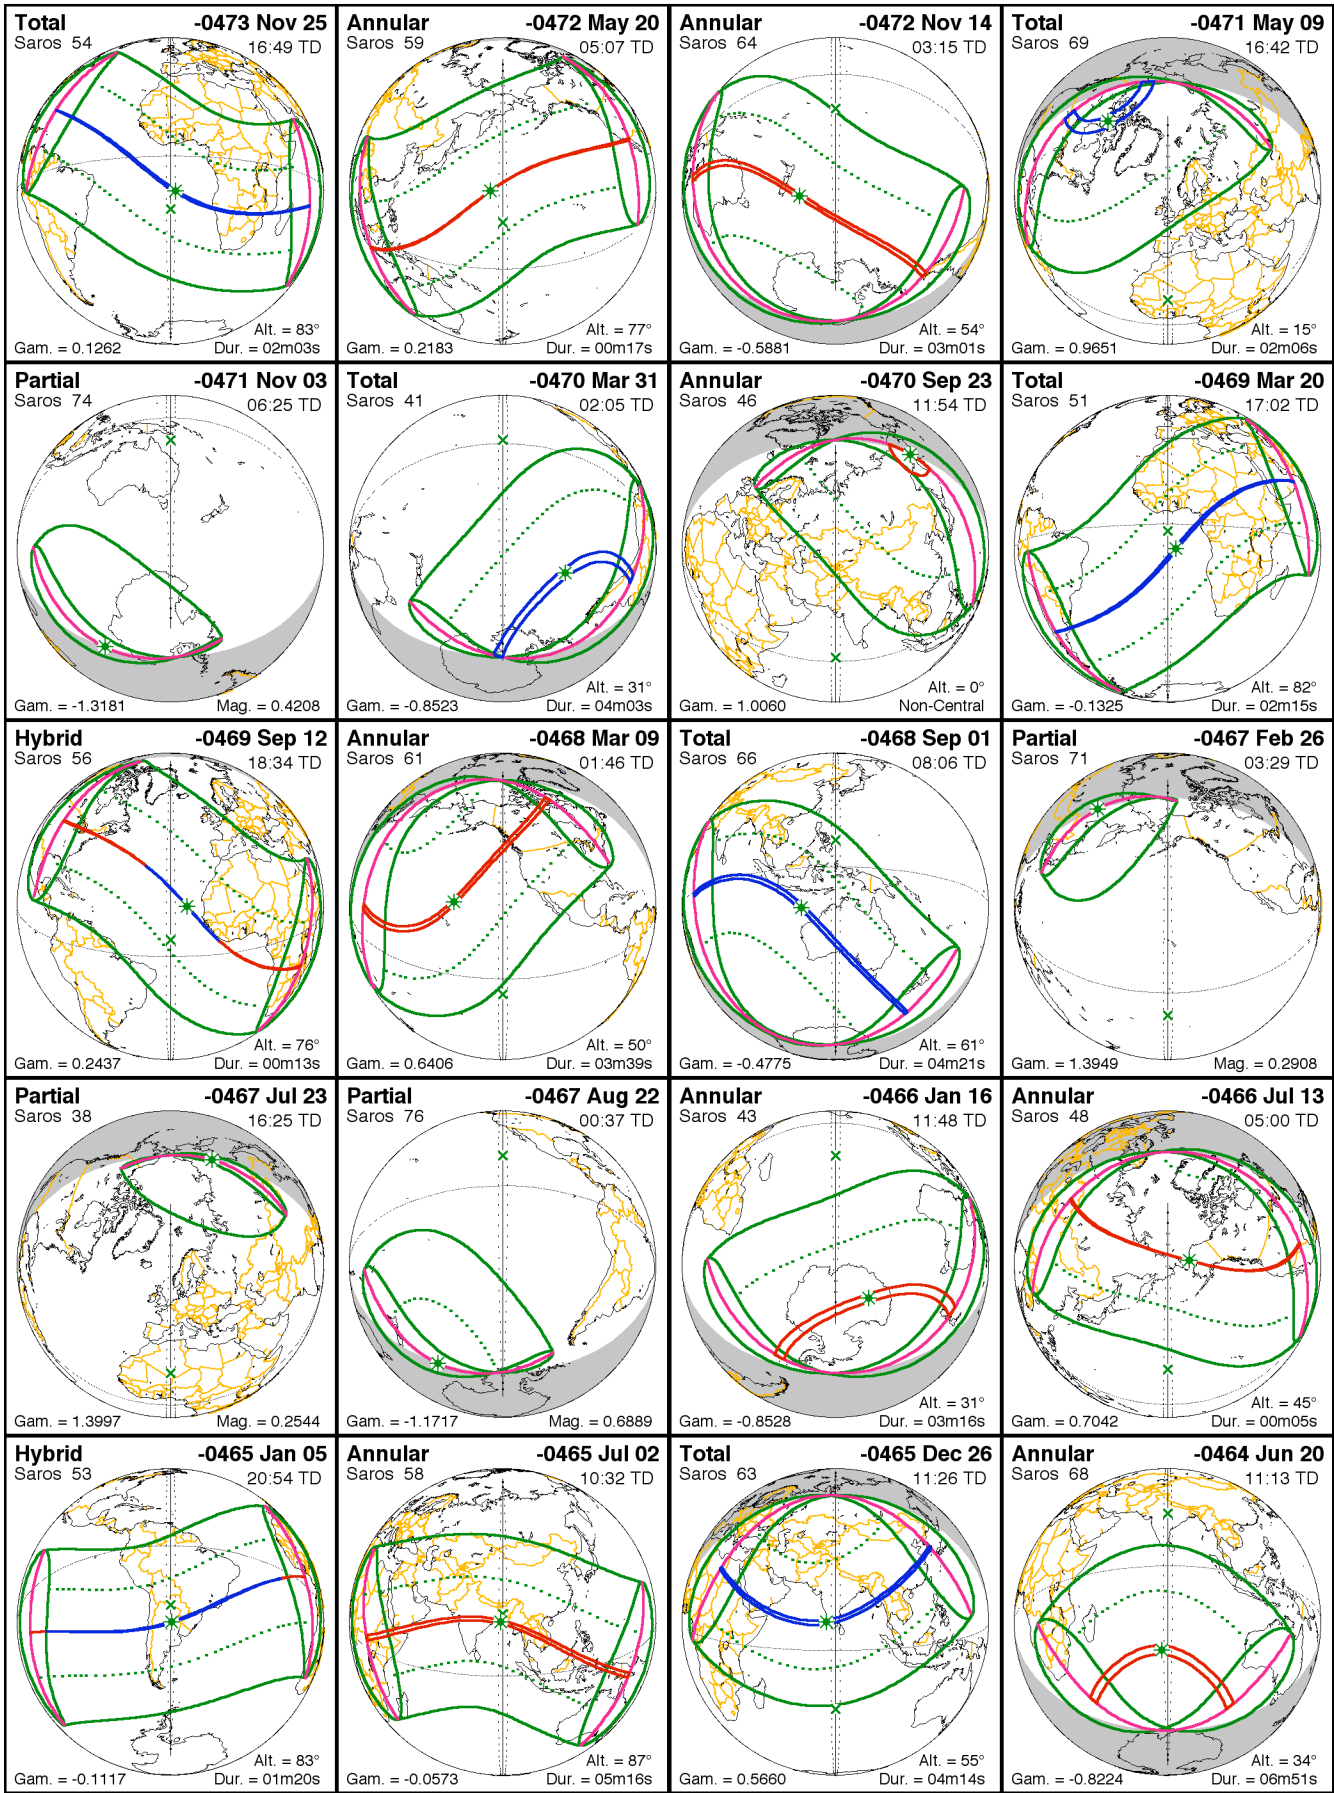 Total -0473 Nov 25
Saros 54 16:49 TD
Alt. = 83°
Gam. = 0.1262 Dur. = 02m03s
Annular -0472 May 20
Saros 59 05:07 TD
Alt. = 77°
Gam. = 0.2183 Dur. = 00m17s
Annular -0472 Nov 14
Saros 64 03:15 TD
Alt. = 54°
Gam. = -0.5881 Dur. = 03m01s
Total -0471 May 09
Saros 69 16:42 TD
Alt. = 15°
Gam. = 0.9651 Dur. = 02m06s
Partial -0471 Nov 03
Saros 74 06:25 TD
Gam. = -1.3181 Mag. = 0.4208
Total -0470 Mar 31
Saros 41 02:05 TD
Alt. = 31°
Gam. = -0.8523 Dur. = 04m03s
Annular -0470 Sep 23
Saros 46 11:54 TD
Alt. = 0°
Gam. = 1.0060 Non-Central
Total -0469 Mar 20
Saros 51 17:02 TD
Alt. = 82°
Gam. = -0.1325 Dur. = 02m15s
Hybrid -0469 Sep 12
Saros 56 18:34 TD
Alt. = 76°
Gam. = 0.2437 Dur. = 00m13s
Annular -0468 Mar 09
Saros 61 01:46 TD
Alt. = 50°
Gam. = 0.6406 Dur. = 03m39s
Total -0468 Sep 01
Saros 66 08:06 TD
Alt. = 61°
Gam. = -0.4775 Dur. = 04m21s
Partial -0467 Feb 26
Saros 71 03:29 TD
Gam. = 1.3949 Mag. = 0.2908
Partial -0467 Jul 23
Saros 38 16:25 TD
Gam. = 1.3997 Mag. = 0.2544
Partial -0467 Aug 22
Saros 76 00:37 TD
Gam. = -1.1717 Mag. = 0.6889
Annular -0466 Jan 16
Saros 43 11:48 TD
Alt. = 31°
Gam. = -0.8528 Dur. = 03m16s
Annular -0466 Jul 13
Saros 48 05:00 TD
Alt. = 45°
Gam. = 0.7042 Dur. = 00m05s
Hybrid -0465 Jan 05
Saros 53 20:54 TD
Alt. = 83°
Gam. = -0.1117 Dur. = 01m20s
Annular -0465 Jul 02
Saros 58 10:32 TD
Alt. = 87°
Gam. = -0.0573 Dur. = 05m16s
Total -0465 Dec 26
Saros 63 11:26 TD
Alt. = 55°
Gam. = 0.5660 Dur. = 04m14s
Annular -0464 Jun 20
Saros 68 11:13 TD
Alt. = 34°
Gam. = -0.8224 Dur. = 06m51s